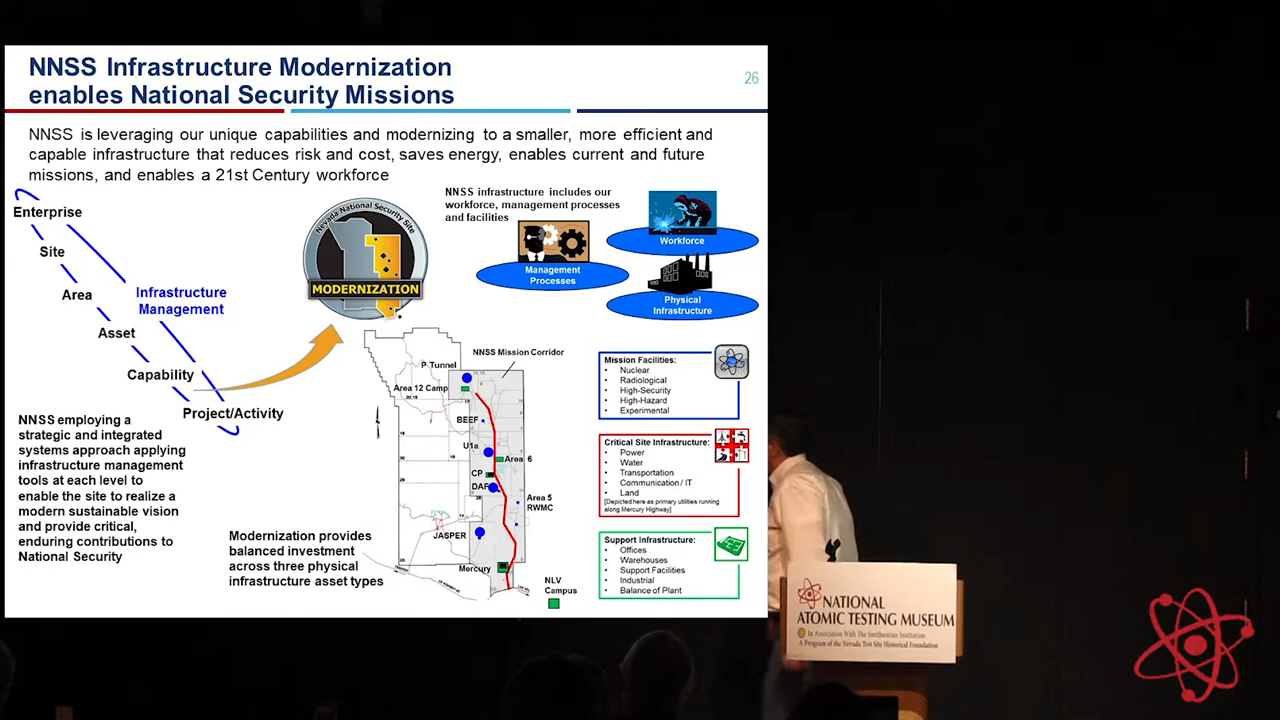 NNSS Infrastructure Modernization
enables National Security Missions
26
NNSS is leveraging our unique capabilities and modernizing to a smaller, more efficient and
capable infrastructure that reduces risk and cost, saves energy, enables current and future
missions, and enables a 21st Century workforce
Enterprise
Site
Area
Asset
Capability
Project/Activity
Infrastructure
Management
Nevada National Security Site
MODERNIZATION
NNSS infrastructure includes our
workforce, management processes
and facilities
Workforce
Management
Processes
Physical
Infrastructure
NNSS employing a
strategic and integrated
systems approach applying
infrastructure management
tools at each level to
enable the site to realize a
modern sustainable vision
and provide critical,
enduring contributions to
National Security
Modernization provides
balanced investment
across three physical
infrastructure asset types
NNSS Mission Corridor
P Tunnel
Area 12 Camp
BEEF
U1a
Area 6
CP
DAF
Area 5
RWMC
JASPER
Mercury
NLV
Campus
Mission Facilities:
• Nuclear
• Radiological
• High-Security
• High-Hazard
• Experimental
Critical Site Infrastructure:
• Power
• Water
• Transportation
• Communication / IT
• Land
[Depicted here as primary utilities running
along Mercury Highway]
Support Infrastructure:
• Offices
• Warehouses
• Support Facilities
• Industrial
• Balance of Plant
NATIONAL
ATOMIC TESTING MUSEUM
In Association With The Smithsonian Institution
A Program of the Nevada Test Site Historical Foundation